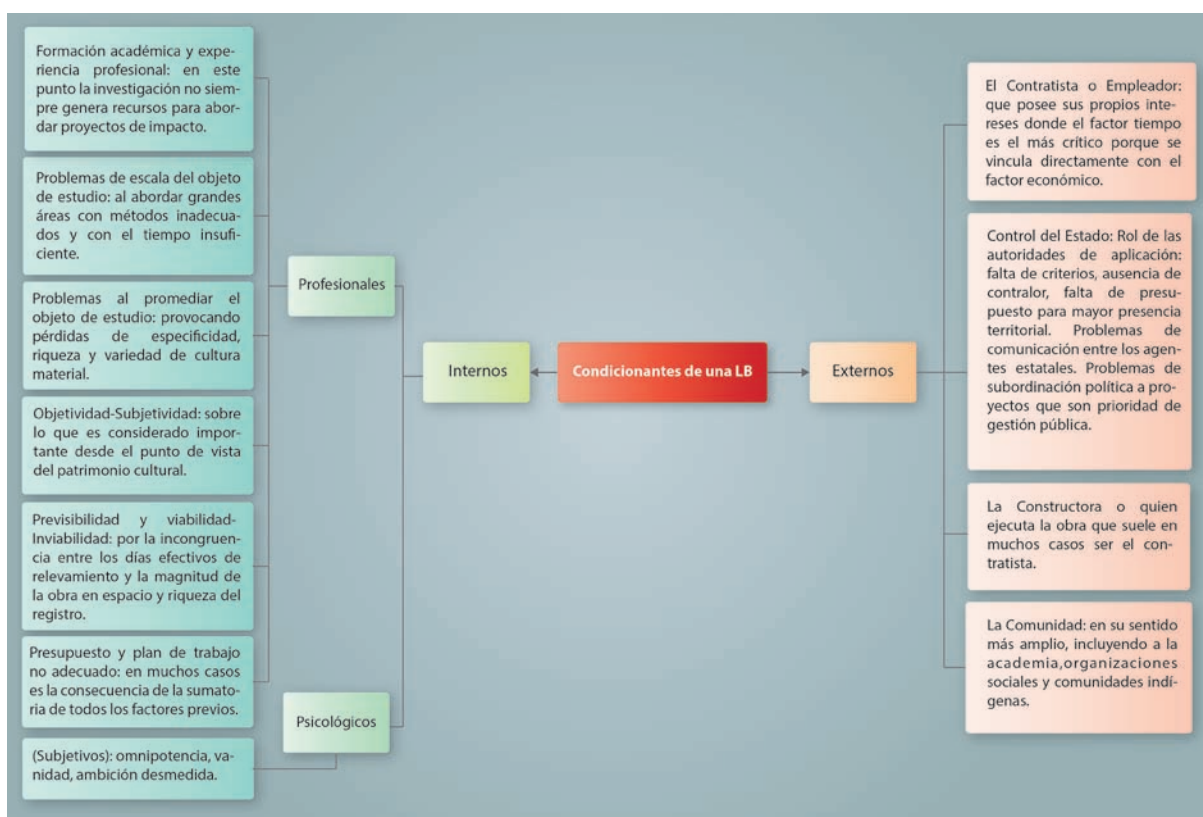 Formación académica y expe-
riencia profesional: en este
punto la investigación no siem-
pre genera recursos para abor-
dar proyectos de impacto.
Problemas de escala del objeto
de estudio: al abordar grandes
áreas con métodos inadecua-
dos y con el tiempo insufi-
ciente.
Problemas al promediar el
objeto de estudio: provocando
pérdidas de especificidad,
riqueza y variedad de cultura
material.
Objetividad-Subjetividad: sobre
lo que es considerado impor-
tante desde el punto de vista
del patrimonio cultural.
Previsibilidad y viabilidad-
Inviabilidad: por la incongruen-
cia entre los días efectivos de
relevamiento y la magnitud de
la obra en espacio y riqueza del
registro.
Presupuesto y plan de trabajo
no adecuado: en muchos casos
es la consecuencia de la sumato-
ria de todos los factores previos.
(Subjetivos): omnipotencia, va-
nidad, ambición desmedida.
Profesionales
Psicológicos
Internos
Condicionantes de una LB
Externos
El Contratista o Empleador:
que posee sus propios inte-
reses donde el factor tiempo
es el más crítico porque se
vincula directamente con el
factor económico.
Control del Estado: Rol de las
autoridades de aplicación:
falta de criterios, ausencia de
contralor, falta de presu-
puesto para mayor presencia
territorial. Problemas de
comunicación entre los agen-
tes estatales. Problemas de
subordinación política a pro-
yectos que son prioridad de
gestión pública.
La Constructora o quien
ejecuta la obra que suele en
muchos casos ser el con-
tratista.
La Comunidad: en su sentido
más amplio, incluyendo a la
academia,organizaciones
sociales y comunidades indí-
genas.